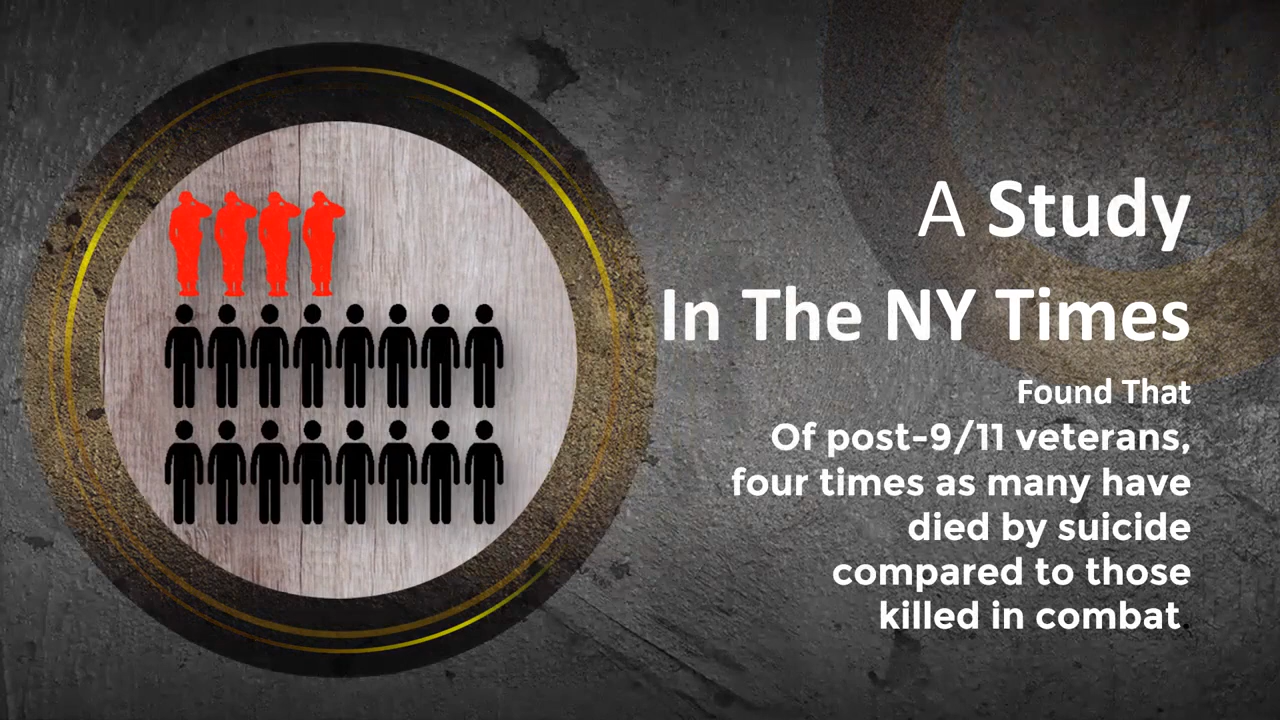 A Study
In The NY Times
Found That
Of post-9/11 veterans,
four times as many have
died by suicide
compared to those
killed in combat.